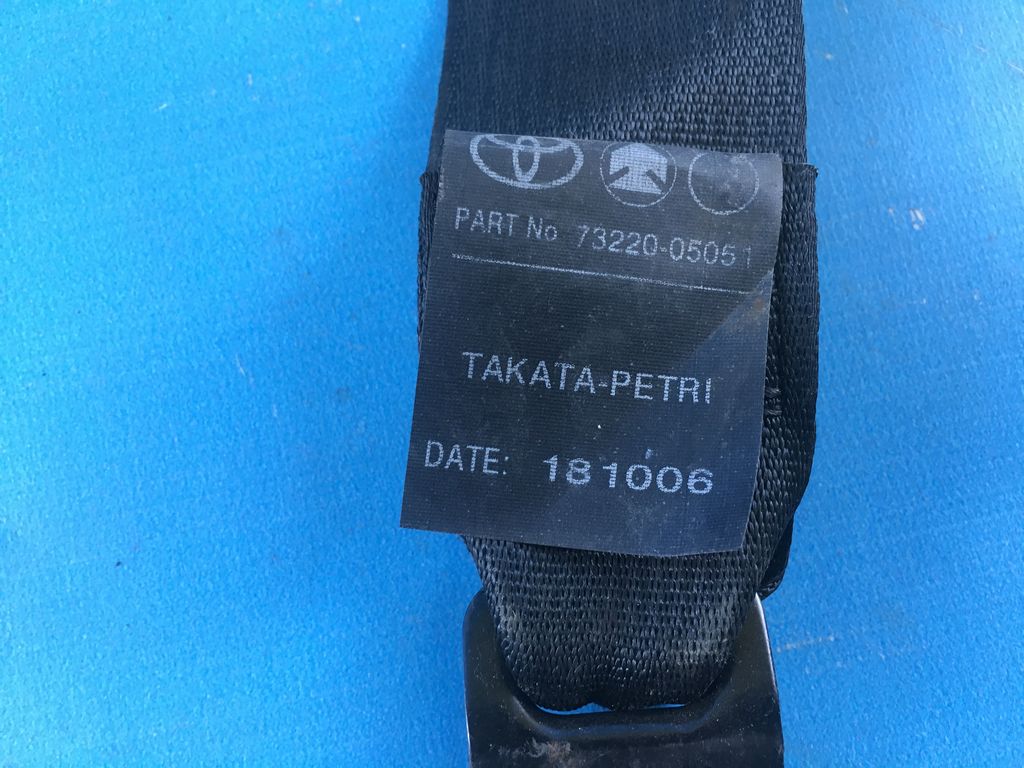 PART No 73220-05051
TAKATA-PETRI
DATE: 181006